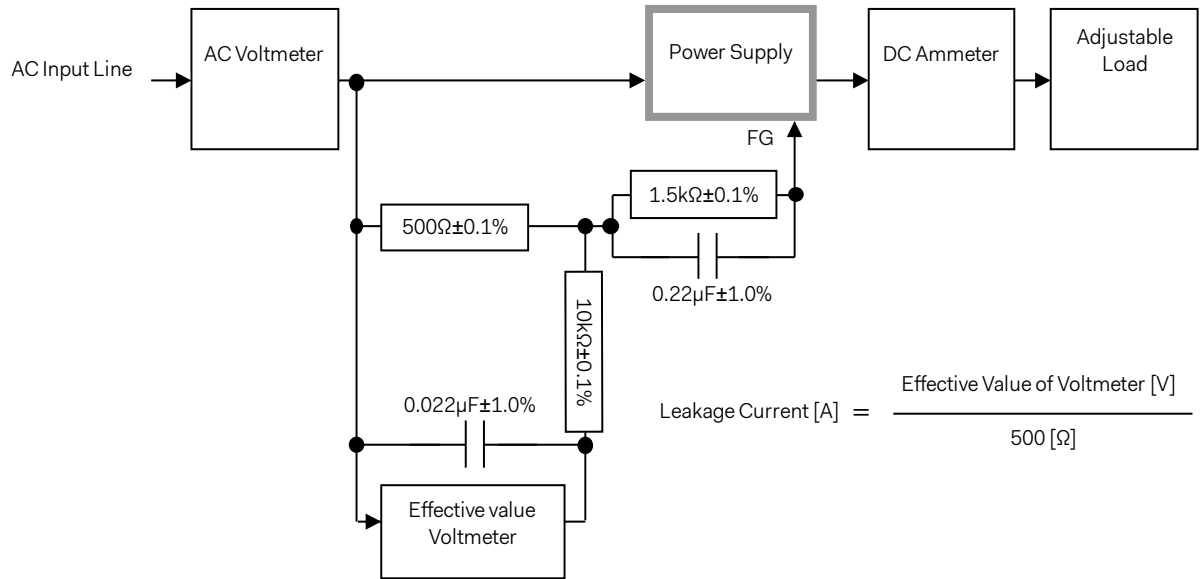 AC Input Line
AC Voltmeter
Power Supply
DC Ammeter
Adjustable
Load
FG
1.5kΩ±0.1%
500Ω±0.1%
0.22µF±1.0%
10kΩ±0.1%
0.022µF±1.0%
Effective value
Voltmeter
Leakage Current [A] =
Effective Value of Voltmeter [V]
500 [Ω]